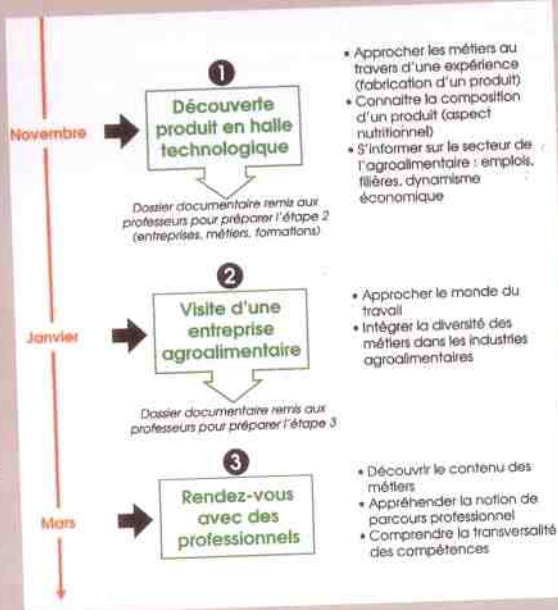 Novembre
1
Découverte
produit en halle
technologique
• Approcher les métiers au
travers d'une expérience
(fabrication d'un produit)
• Connaitre la composition
d'un produit (aspect
nutritionnel)
• S'informer sur le secteur de
l'agroalimentaire : emplois,
filières, dynamisme
économique
Dossier documentaire remis aux
professeurs pour préparer l'étape 2
(entreprises, métiers, formations)
Janvier
2
Visite d'une
entreprise
agroalimentaire
• Approcher le monde du
travail
• Intégrer la diversité des
métiers dans les industries
agroalimentaires
Dossier documentaire remis aux
professeurs pour préparer l'étape 3
Mars
3
Rendez-vous
avec des
professionnels
• Découvrir le contenu des
métiers
• Appréhender la notion de
parcours professionnel
• Comprendre la transversalité
des compétences